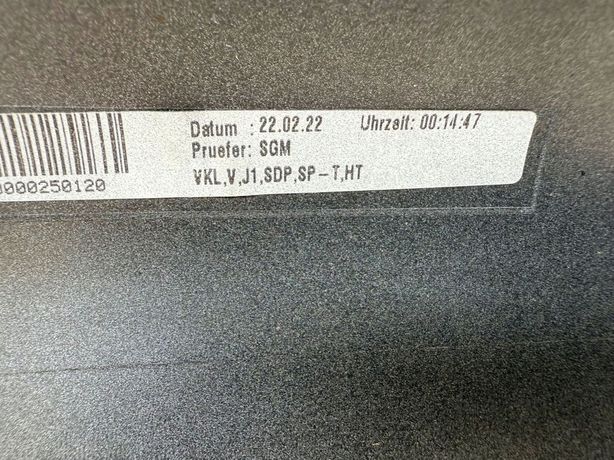 Datum : 22.02.22 Uhrzeit: 00:14:47
Pruefer: SGM
0000250120
VKL,V,J1,SDP,SP-T,HT